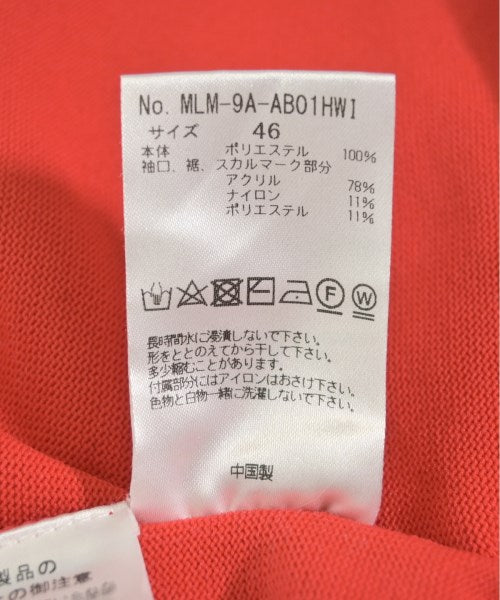 No. MLM-9A-AB01HWI
サイズ 46
本体 ポリエステル 100%
袖口、裾、スカルマーク部分
アクリル 78%
ナイロン 11%
ポリエステル 11%
F W
長時間水に浸漬しないで下さい。
形をととのえてから干して下さい。
多少縮むことがあります。
付属部分にはアイロンはおさけ下さい。
色物と白物一緒に洗濯しないで下さい。
中国製
製品の
の御注意